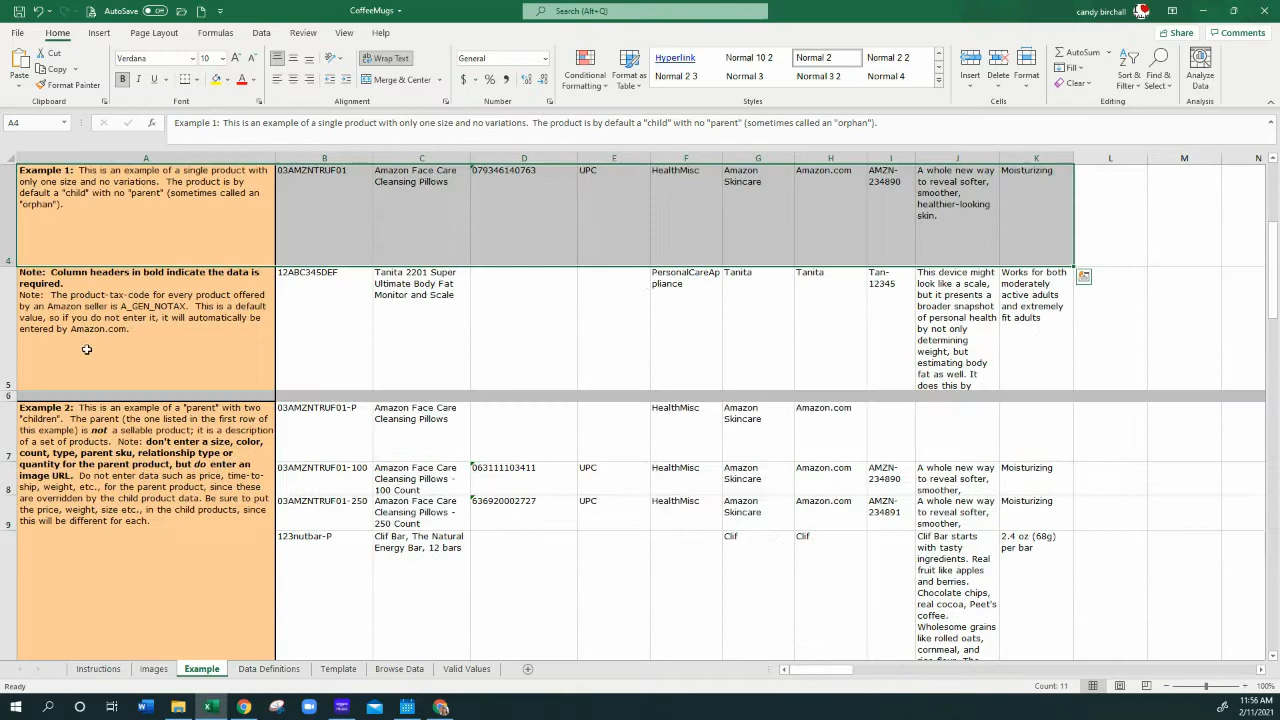 AutoSave Off CoffeeMugs Search (Alt+Q) candy birchall
File Home Insert Page Layout Formulas Data Review View Help Share Comments
Paste
Cut
Copy
Format Painter
Clipboard
Verdana 10
B I U
Font
Wrap Text
Merge & Center
Alignment
General
$ % ,
Number
Conditional Formatting
Format as Table
Hyperlink Normal 10 2 Normal 2 Normal 2 2
Normal 2 3 Normal 3 Normal 3 2 Normal 4
Styles
Insert Delete Format
Cells
AutoSum
Fill
Clear
Sort & Filter
Find & Select
Editing
Analyze Data
Analysis
A4 fx Example 1: This is an example of a single product with only one size and no variations. The product is by default a "child" with no "parent" (sometimes called an "orphan").
A B C D E F G H I J K L M N
4
Example 1: This is an example of a single product with
only one size and no variations. The product is by
default a "child" with no "parent" (sometimes called an
"orphan").
03AMZNTRUF01
Amazon Face Care
Cleansing Pillows
079346140763
UPC
HealthMisc
Amazon
Skincare
Amazon.com
AMZN-
234890
A whole new way
to reveal softer,
smoother,
healthier-looking
skin.
Moisturizing
5
Note: Column headers in bold indicate the data is
required.
Note: The product-tax-code for every product offered
by an Amazon seller is A_GEN_NOTAX. This is a default
value, so if you do not enter it, it will automatically be
entered by Amazon.com.
12ABC345DEF
Tanita 2201 Super
Ultimate Body Fat
Monitor and Scale
PersonalCareAp
pliance
Tanita
Tanita
Tan-
12345
This device might
look like a scale,
but it presents a
broader snapshot
of personal health
by not only
determining
weight, but
estimating body
fat as well. It
does this by
Works for both
moderately
active adults
and extremely
fit adults
6
7
Example 2: This is an example of a "parent" with two
"children". The parent (the one listed in the first row of
this example) is not a sellable product; it is a description
of a set of products. Note: don't enter a size, color,
count, type, parent sku, relationship type or
quantity for the parent product, but do enter an
image URL. Do not enter data such as price, time-to-
ship, weight, etc., for the parent product, since these
are overridden by the child product data. Be sure to put
the price, weight, size etc., in the child products, since
this will be different for each.
03AMZNTRUF01-P
Amazon Face Care
Cleansing Pillows
HealthMisc
Amazon
Skincare
Amazon.com
8
03AMZNTRUF01-100
Amazon Face Care
Cleansing Pillows -
100 Count
063111103411
UPC
HealthMisc
Amazon
Skincare
Amazon.com
AMZN-
234890
A whole new way
to reveal softer,
smoother,
Moisturizing
9
03AMZNTRUF01-250
Amazon Face Care
Cleansing Pillows -
250 Count
636920002727
UPC
HealthMisc
Amazon
Skincare
Amazon.com
AMZN-
234891
A whole new way
to reveal softer,
smoother,
Moisturizing
123nutbar-P
Clif Bar, The Natural
Energy Bar, 12 bars
Clif
Clif
Clif Bar starts
with tasty
ingredients. Real
fruit like apples
and berries.
Chocolate chips,
real cocoa, Peet's
coffee.
Wholesome grains
like rolled oats,
cornmeal, and
2.4 oz (68g)
per bar
Instructions Images Example Data Definitions Template Browse Data Valid Values
Ready Count: 11 100%
11:56 AM
2/11/2021